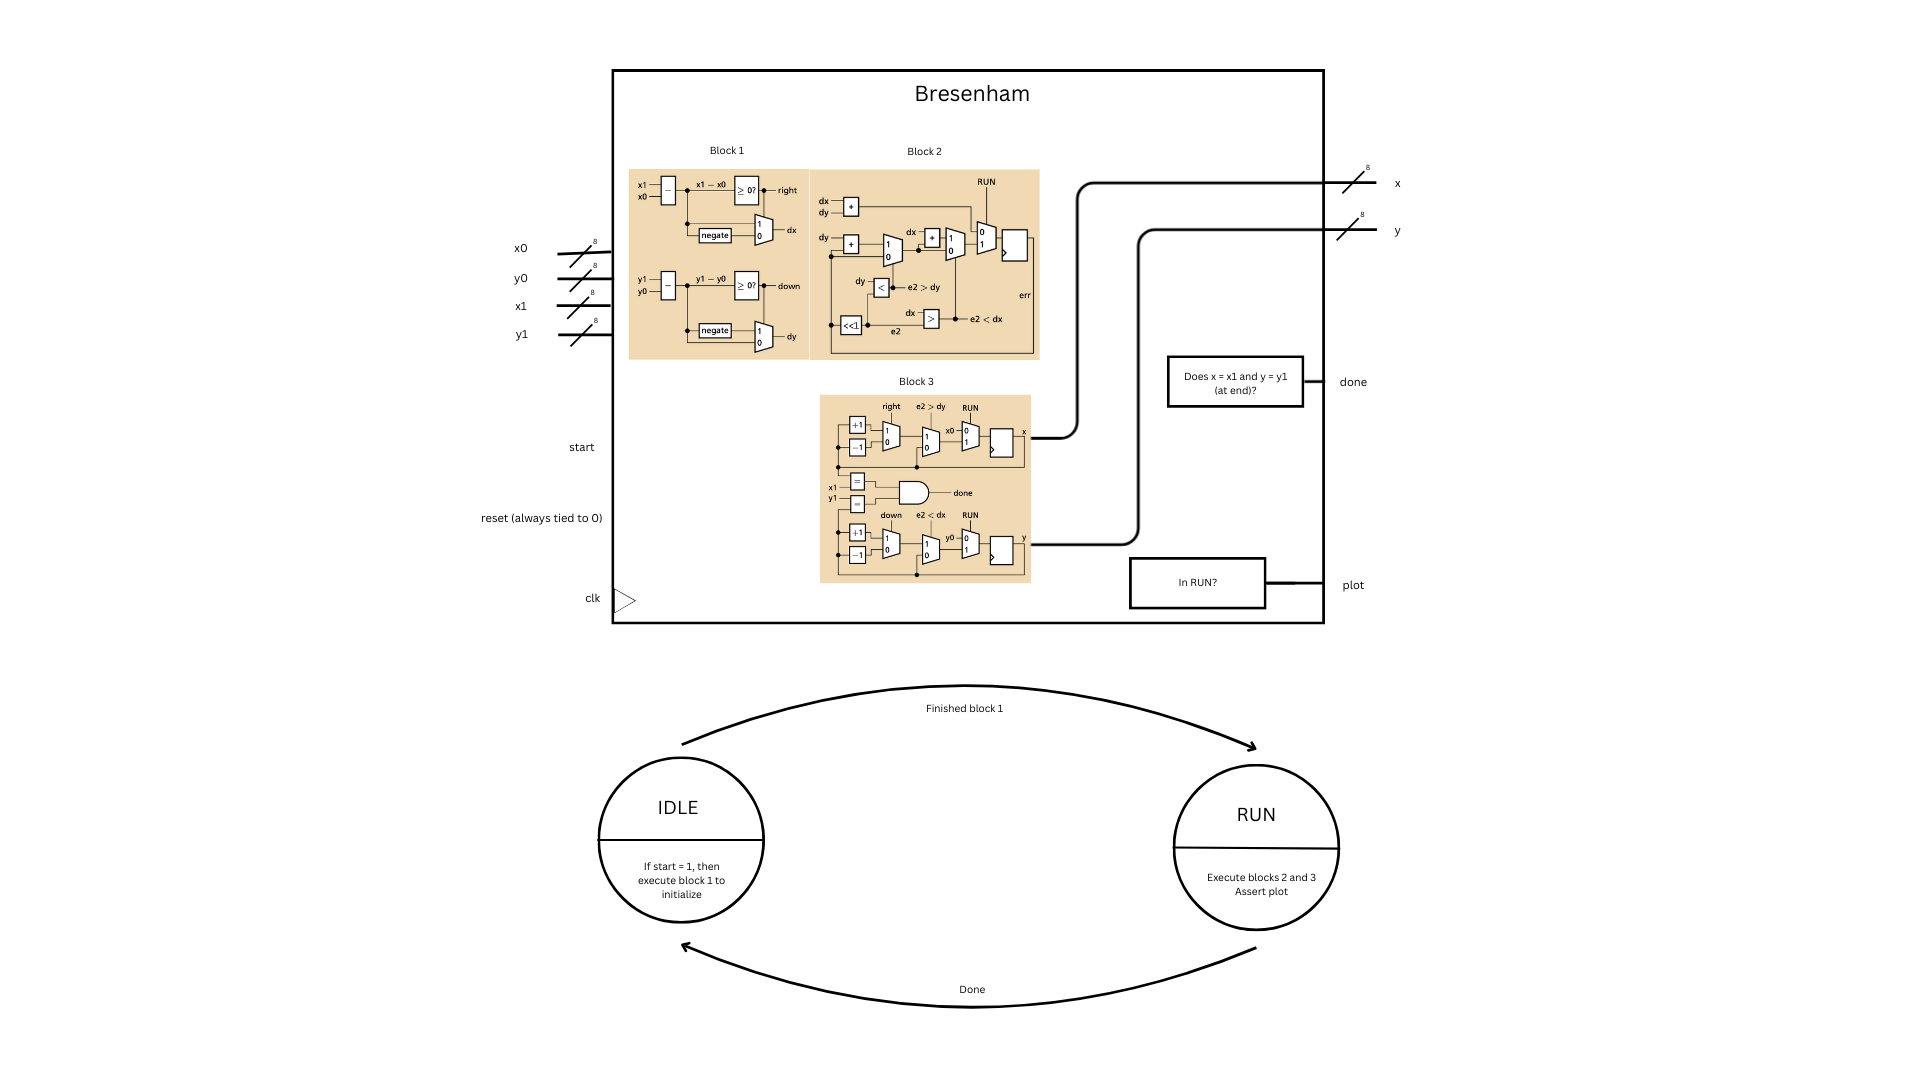 Bresenham
Block 1
Block 2
x1
x0
−
x1 − x0
≥ 0?
right
1
0
negate
dx
y1
y0
−
y1 − y0
≥ 0?
down
negate
1
0
dy
RUN
dx
dy
+
dy
+
1
0
dx
+
1
0
0
1
dy
<
e2 > dy
err
dx
>
e2 < dx
<<1
e2
Block 3
right
e2 > dy
RUN
+1
−1
1
0
1
0
x0
0
1
x
=
x1
y1
=
done
down
e2 < dx
RUN
+1
−1
1
0
1
0
y0
0
1
y
x0
8
y0
8
x1
8
y1
8
start
reset (always tied to 0)
clk
8
x
8
y
Does x = x1 and y = y1
(at end)?
done
In RUN?
plot
Finished block 1
IDLE
If start = 1, then
execute block 1 to
initialize
RUN
Execute blocks 2 and 3
Assert plot
Done